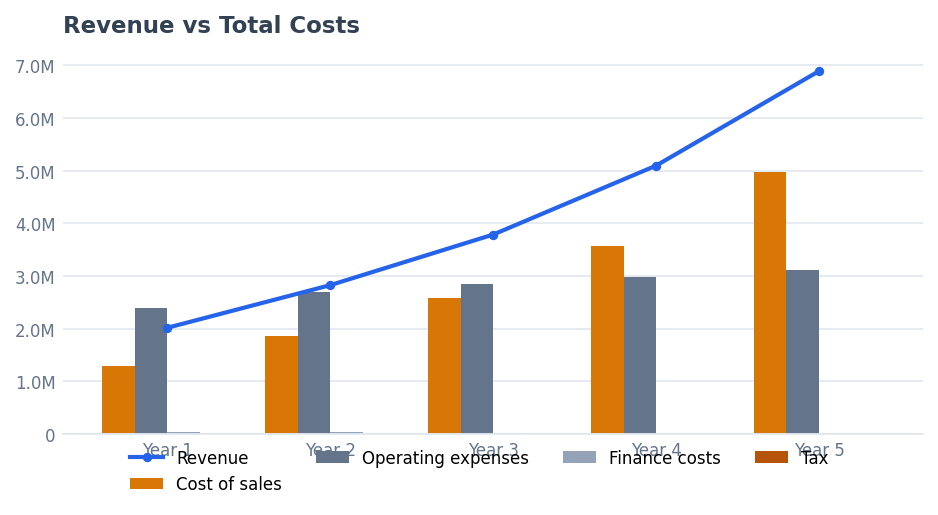 Revenue vs Total Costs
7.0M
6.0M
5.0M
4.0M
3.0M
2.0M
1.0M
0
Year 1 Year 2 Year 3 Year 4 Year 5
Revenue Operating expenses Finance costs Tax
Cost of sales